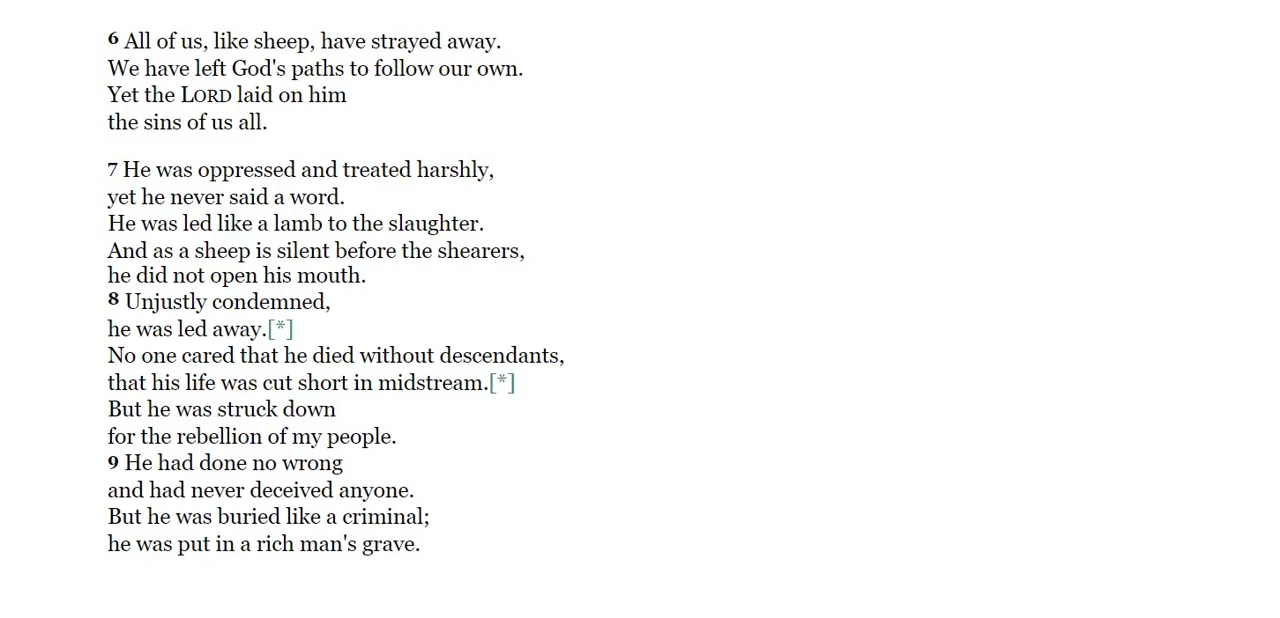 6 All of us, like sheep, have strayed away.
We have left God's paths to follow our own.
Yet the LORD laid on him
the sins of us all.
7 He was oppressed and treated harshly,
yet he never said a word.
He was led like a lamb to the slaughter.
And as a sheep is silent before the shearers,
he did not open his mouth.
8 Unjustly condemned,
he was led away.[*]
No one cared that he died without descendants,
that his life was cut short in midstream.[*]
But he was struck down
for the rebellion of my people.
9 He had done no wrong
and had never deceived anyone.
But he was buried like a criminal;
he was put in a rich man's grave.